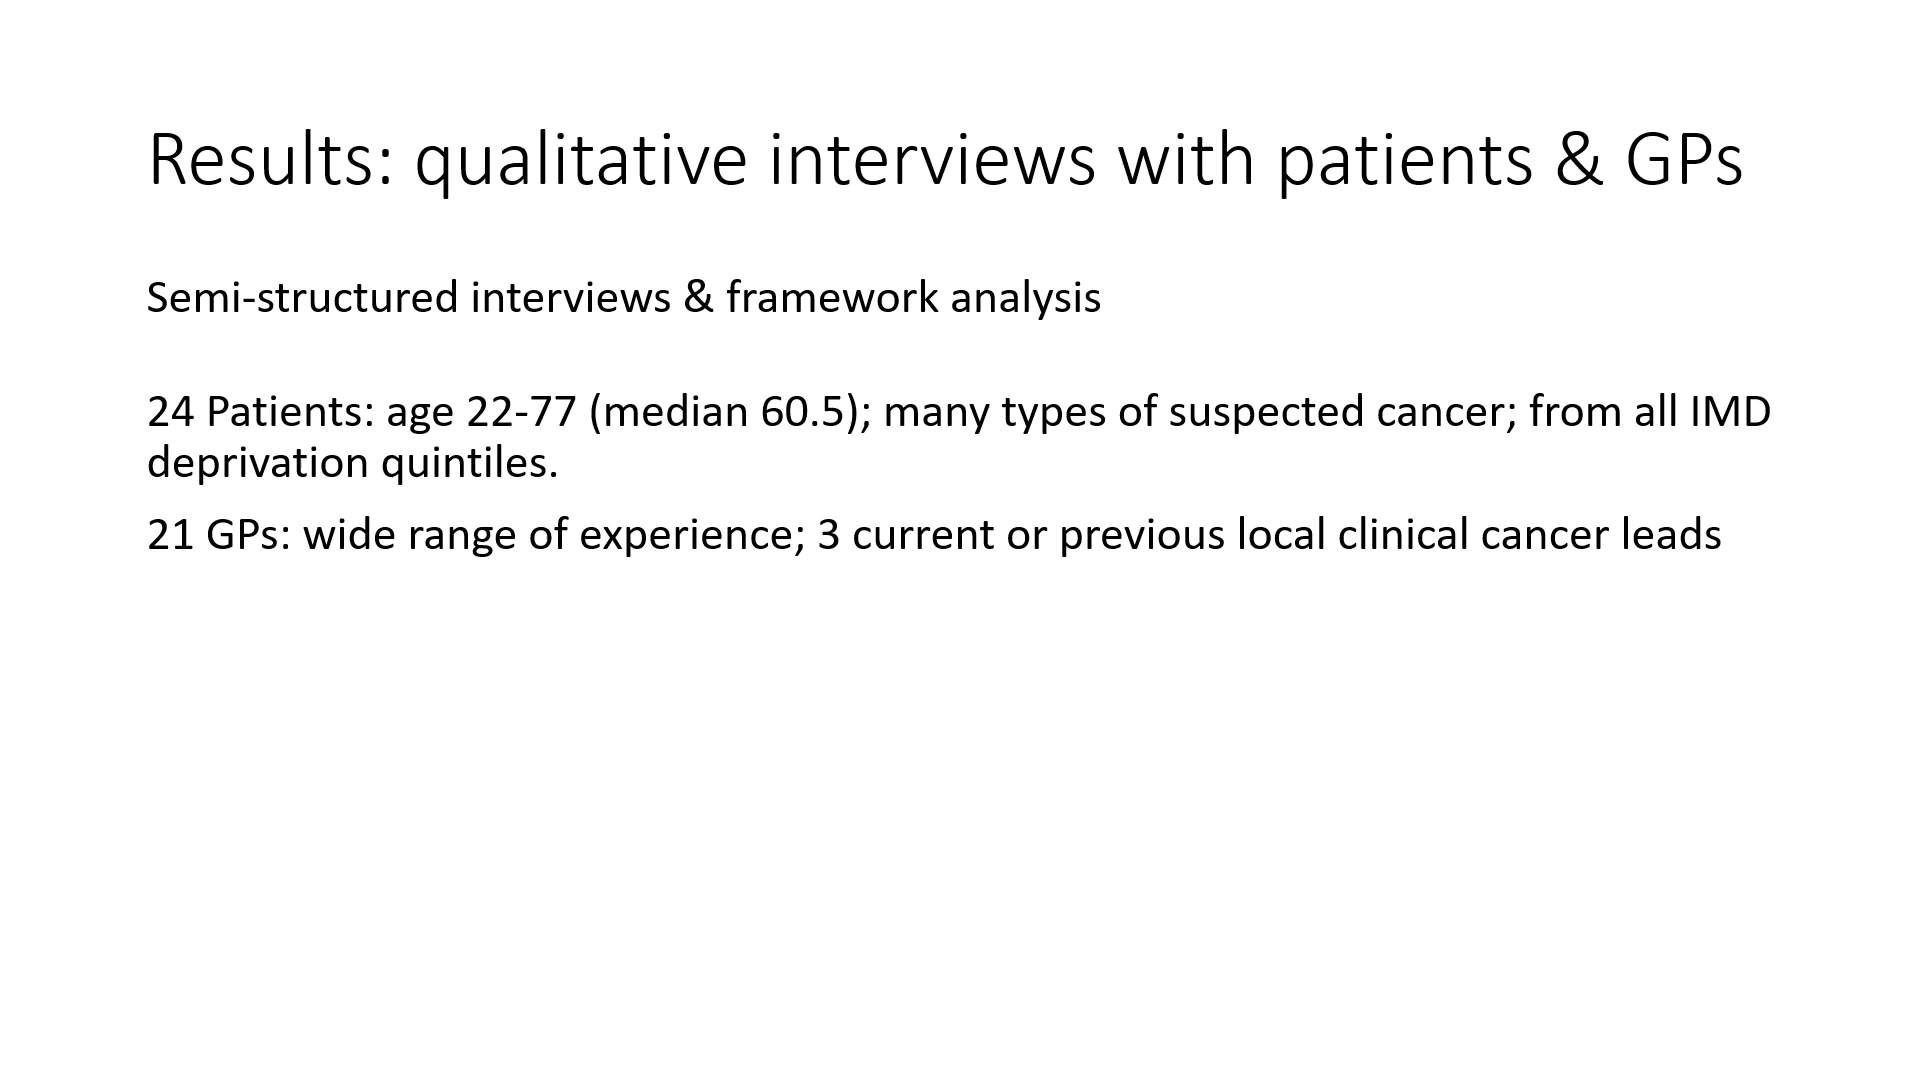 Results: qualitative interviews with patients & GPs
Semi-structured interviews & framework analysis
24 Patients: age 22-77 (median 60.5); many types of suspected cancer; from all IMD
deprivation quintiles.
21 GPs: wide range of experience; 3 current or previous local clinical cancer leads